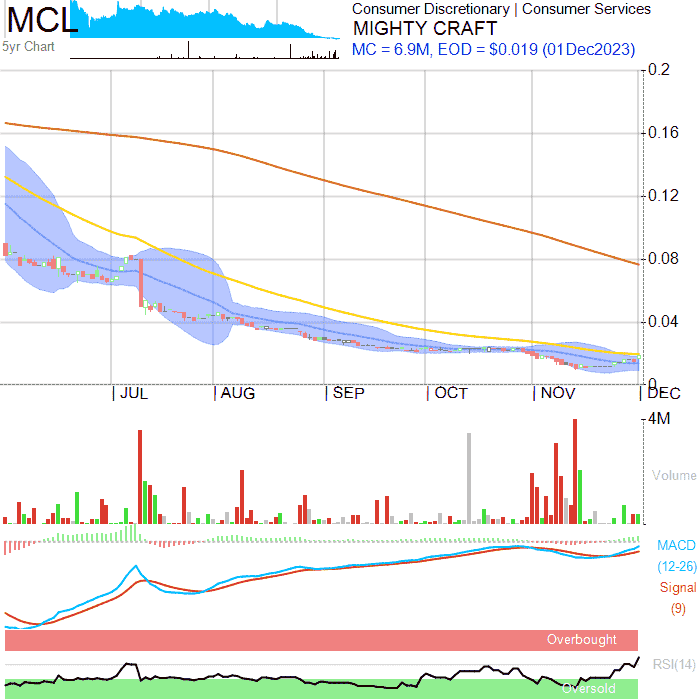 MCL
5yr Chart
Consumer Discretionary | Consumer Services
MIGHTY CRAFT
MC = 6.9M, EOD = $0.019 (01Dec2023)
0.2
0.16
0.12
0.08
0.04
0
JUL AUG SEP OCT NOV DEC
4M
Volume
MACD
(12-26)
Signal
(9)
Overbought
RSI(14)
Oversold